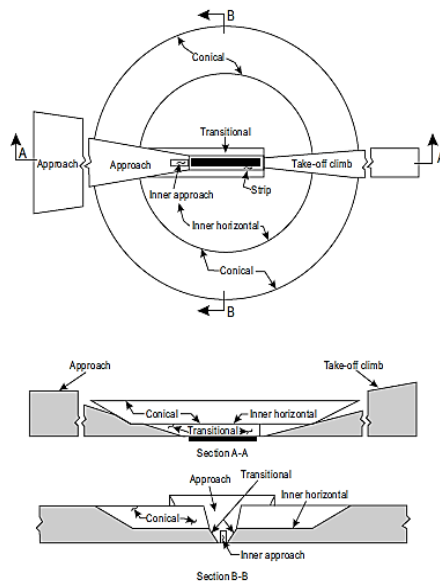 B
Conical
Transitional
A
Approach
Approach
Take-off climb
A
Inner approach
Strip
Inner horizontal
Conical
B
Approach
Take-off climb
Conical
Inner horizontal
Transitional
Section A-A
Approach
Transitional
Inner horizontal
Conical
Inner approach
Section B-B